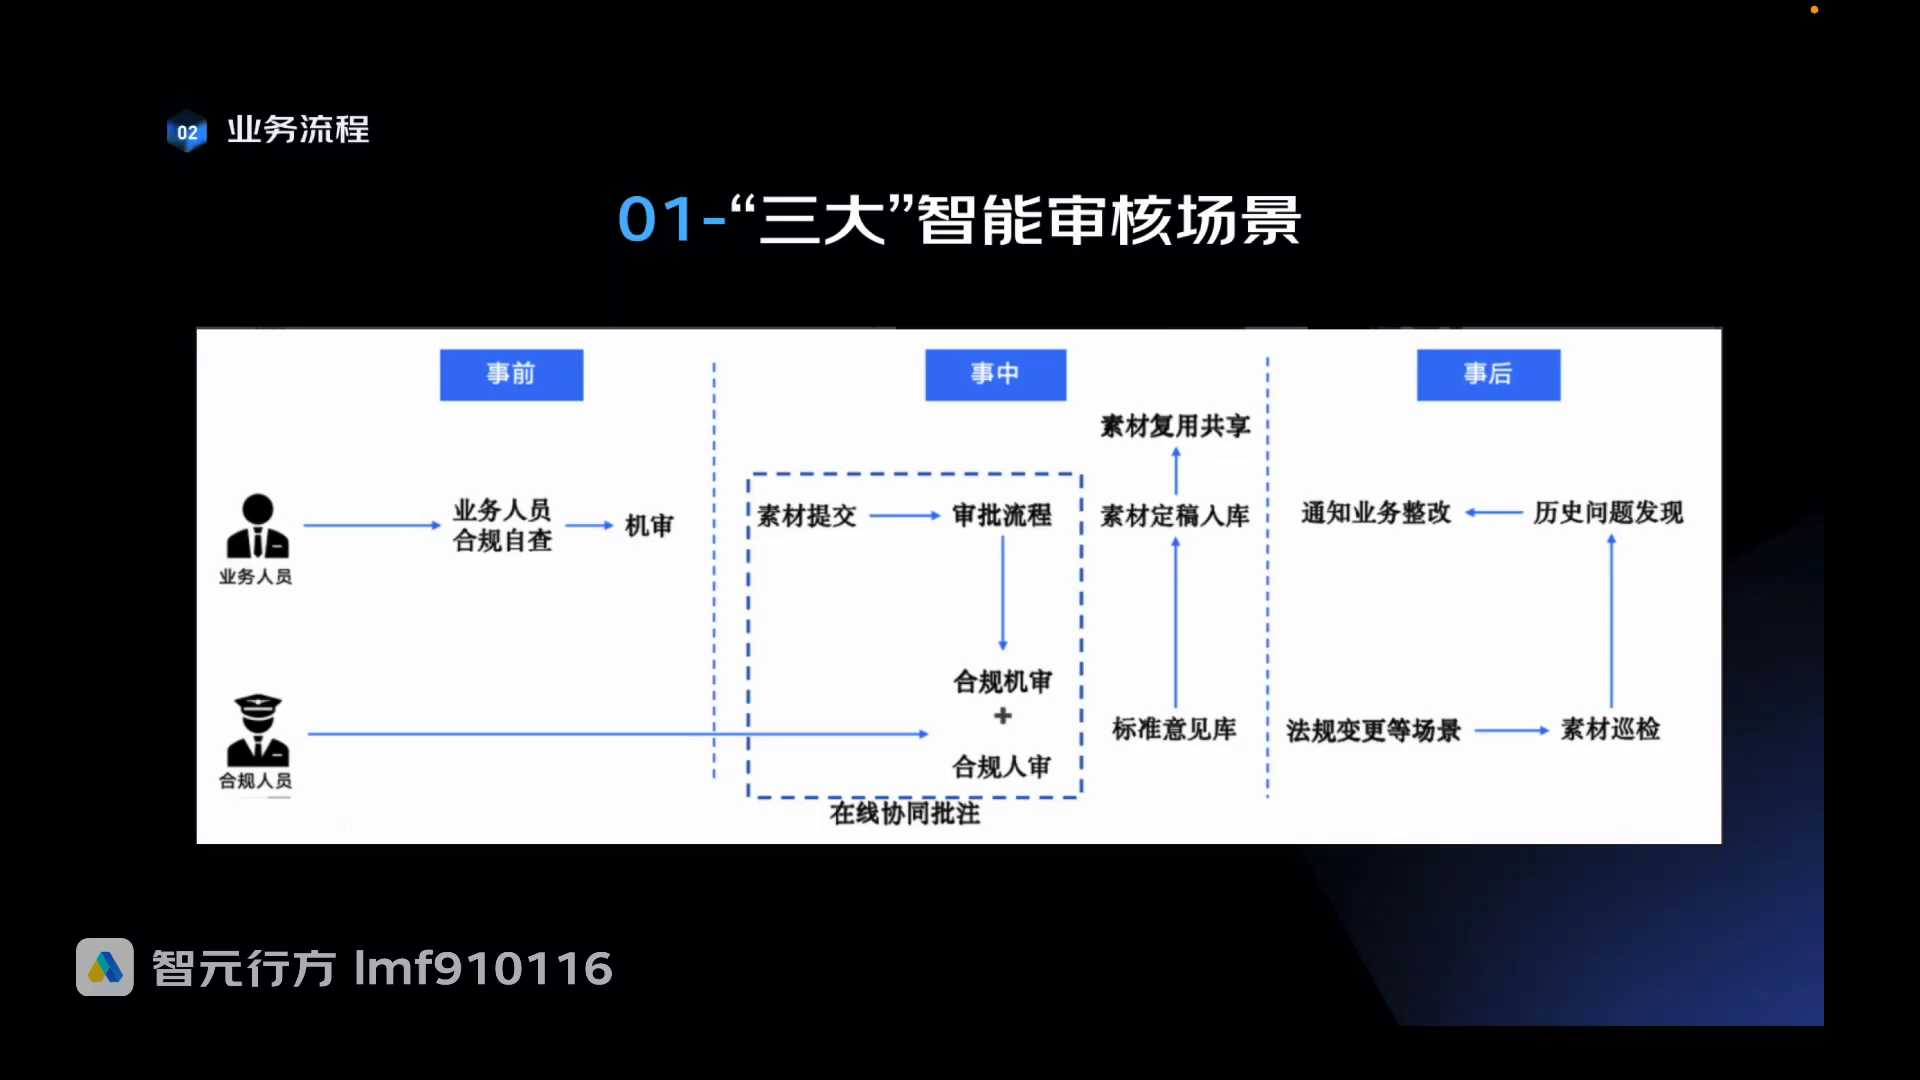 02 业务流程
01-“三大”智能审核场景
事前
事中
事后
素材复用共享
业务人员
合规自查
机审
素材提交
审批流程
素材定稿入库
通知业务整改
历史问题发现
业务人员
合规机审
+
合规人审
标准意见库
法规变更等场景
素材巡检
合规人员
在线协同批注
智元行方 lmf910116